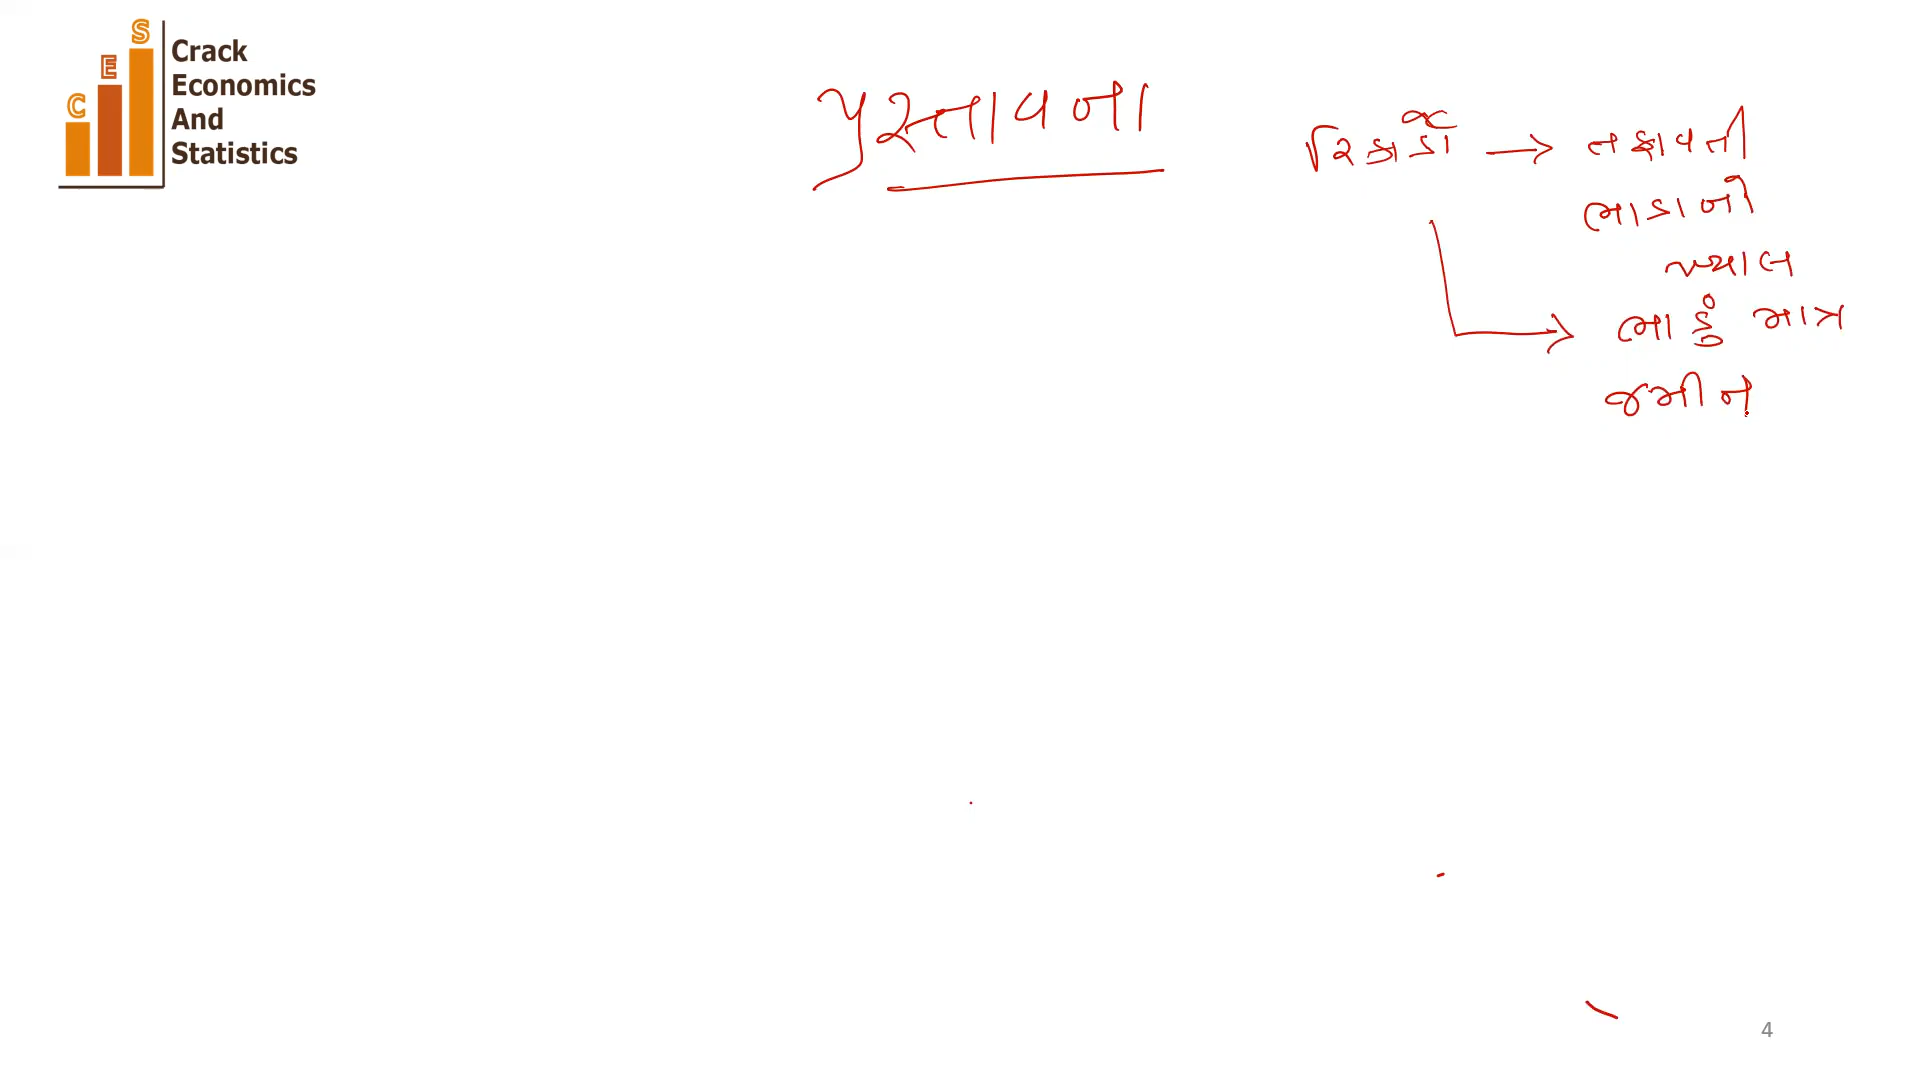 C E S
Crack
Economics
And
Statistics
પ્રસ્તાવના
રિકાર્ડો → તફાવતી
ભાડાનો
ખ્યાલ
→ ભાડું માત્ર
જમીન
4